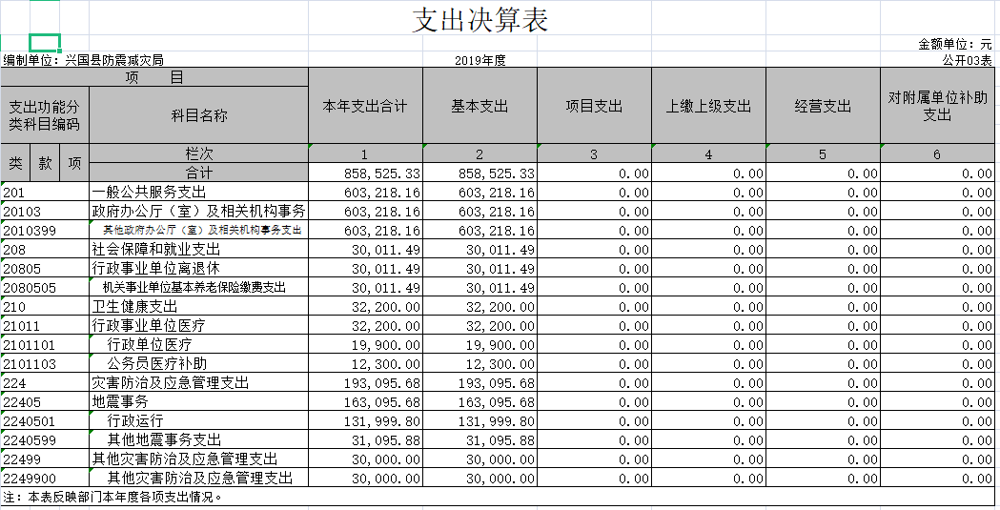 支出决算表
金额单位：元
编制单位：兴国县防震减灾局 2019年度 公开03表
项 目 本年支出合计 基本支出 项目支出 上缴上级支出 经营支出 对附属单位补助支出
支出功能分类科目编码 科目名称
类 款 项 栏次 1 2 3 4 5 6
合计 858,525.33 858,525.33 0.00 0.00 0.00 0.00
201 一般公共服务支出 603,218.16 603,218.16 0.00 0.00 0.00 0.00
20103 政府办公厅（室）及相关机构事务 603,218.16 603,218.16 0.00 0.00 0.00 0.00
2010399 其他政府办公厅（室）及相关机构事务支出 603,218.16 603,218.16 0.00 0.00 0.00 0.00
208 社会保障和就业支出 30,011.49 30,011.49 0.00 0.00 0.00 0.00
20805 行政事业单位离退休 30,011.49 30,011.49 0.00 0.00 0.00 0.00
2080505 机关事业单位基本养老保险缴费支出 30,011.49 30,011.49 0.00 0.00 0.00 0.00
210 卫生健康支出 32,200.00 32,200.00 0.00 0.00 0.00 0.00
21011 行政事业单位医疗 32,200.00 32,200.00 0.00 0.00 0.00 0.00
2101101 行政单位医疗 19,900.00 19,900.00 0.00 0.00 0.00 0.00
2101103 公务员医疗补助 12,300.00 12,300.00 0.00 0.00 0.00 0.00
224 灾害防治及应急管理支出 193,095.68 193,095.68 0.00 0.00 0.00 0.00
22405 地震事务 163,095.68 163,095.68 0.00 0.00 0.00 0.00
2240501 行政运行 131,999.80 131,999.80 0.00 0.00 0.00 0.00
2240599 其他地震事务支出 31,095.88 31,095.88 0.00 0.00 0.00 0.00
22499 其他灾害防治及应急管理支出 30,000.00 30,000.00 0.00 0.00 0.00 0.00
2249900 其他灾害防治及应急管理支出 30,000.00 30,000.00 0.00 0.00 0.00 0.00
注：本表反映部门本年度各项支出情况。